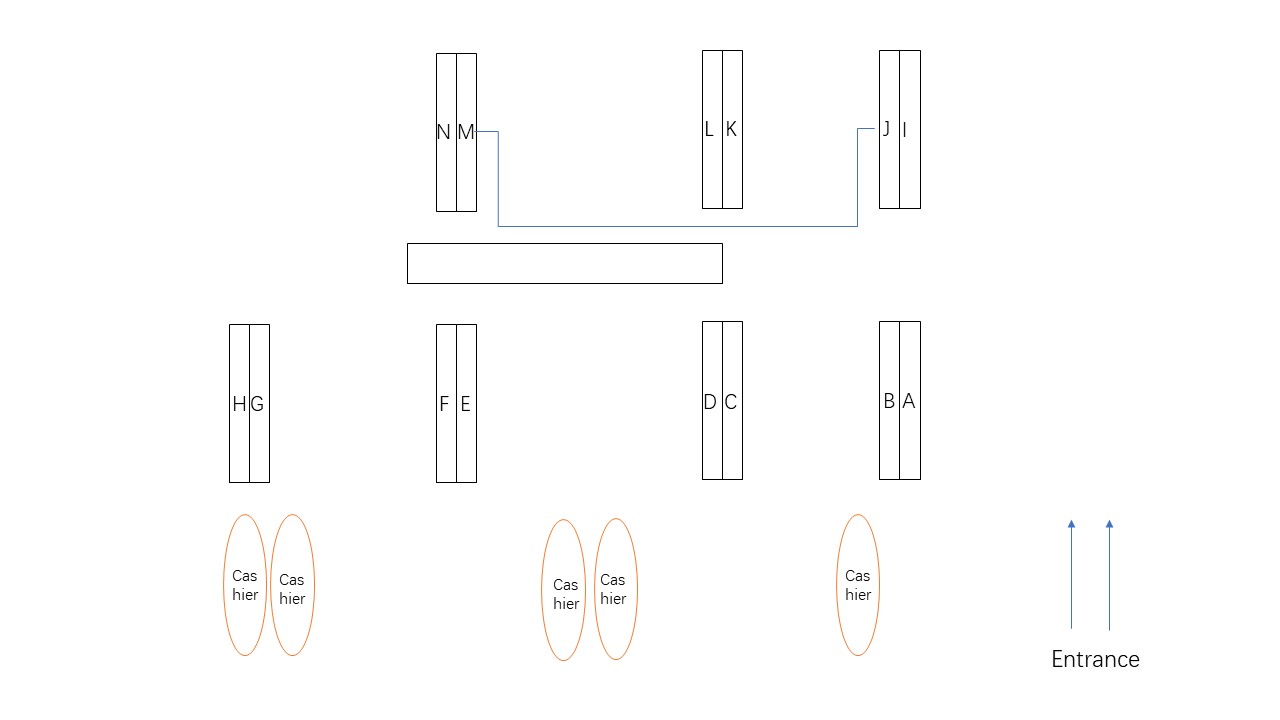 N M
L K
J I
H G
F E
D C
B A
Cas
hier
Cas
hier
Cas
hier
Cas
hier
Cas
hier
Entrance